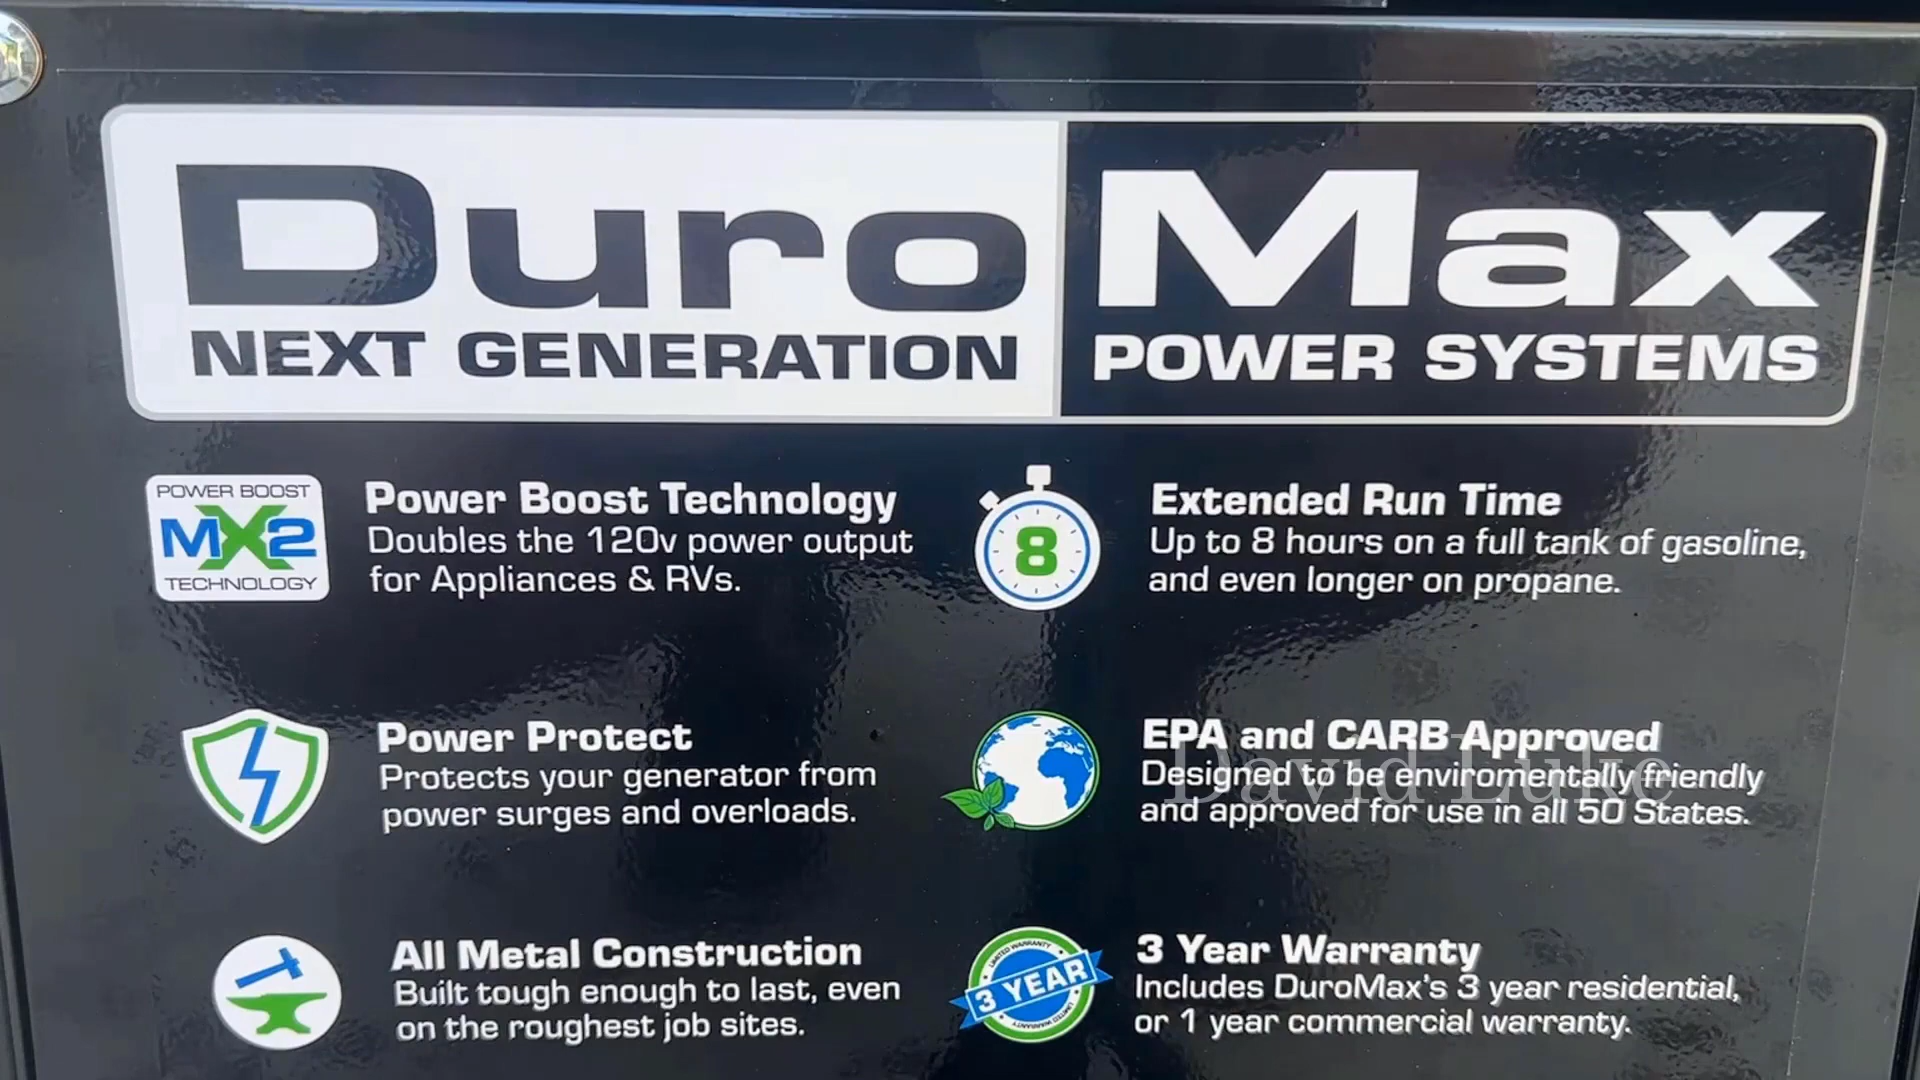 DuroMax
NEXT GENERATION POWER SYSTEMS
POWER BOOST
MX2
TECHNOLOGY
Power Boost Technology
Doubles the 120v power output
for Appliances & RVs.
8
Extended Run Time
Up to 8 hours on a full tank of gasoline,
and even longer on propane.
Power Protect
Protects your generator from
power surges and overloads.
EPA and CARB Approved
Designed to be enviromentally friendly
and approved for use in all 50 States.
David Luke
All Metal Construction
Built tough enough to last, even
on the roughest job sites.
LIMITED WARRANTY
3 YEAR
LIMITED WARRANTY
3 Year Warranty
Includes DuroMax's 3 year residential,
or 1 year commercial warranty.